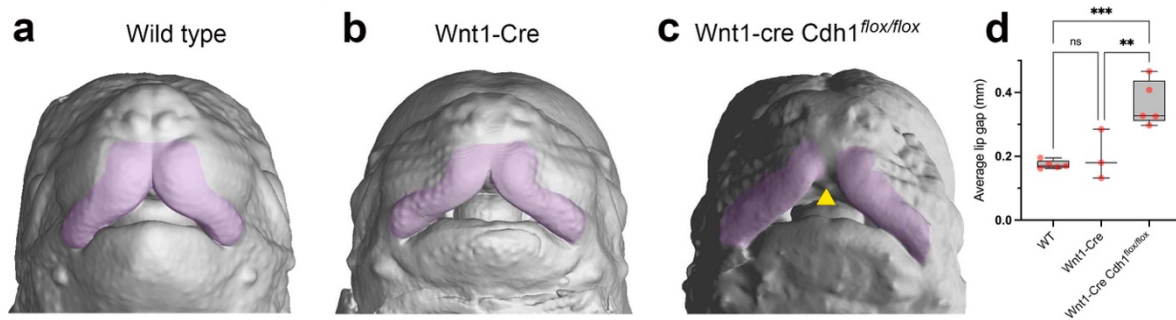 a
Wild type
b
Wnt1-Cre
c
Wnt1-cre Cdh1flox/flox
d
***
ns
**
Average lip gap (mm)
0.4
0.2
0.0
WT
Wnt1-Cre
Wnt1-Cre Cdh1flox/flox